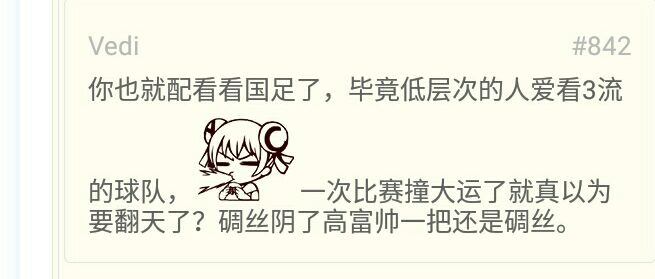 Vedi
#842
你也就配看看国足了，毕竟低层次的人爱看3流
的球队，一次比赛撞大运了就真以为
要翻天了？碉丝阴了高富帅一把还是碉丝。